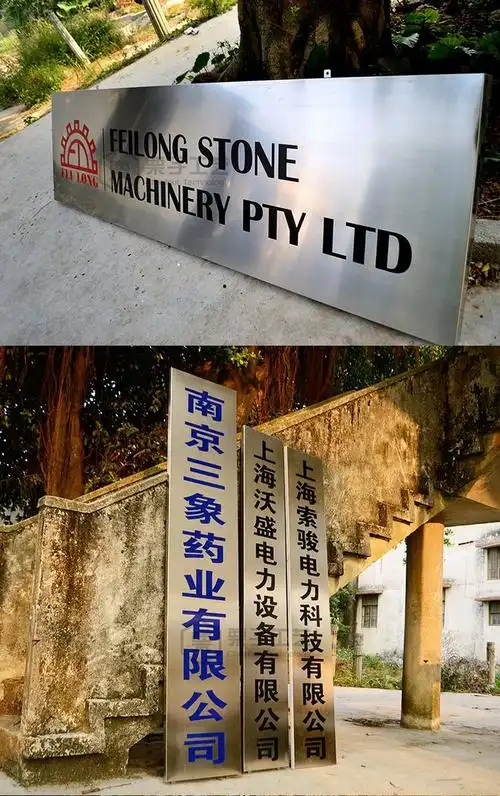 FEI LONG
FEILONG STONE
MACHINERY PTY LTD
南京三象药业有限公司
上海沃盛电力设备有限公司
上海索骏电力科技有限公司